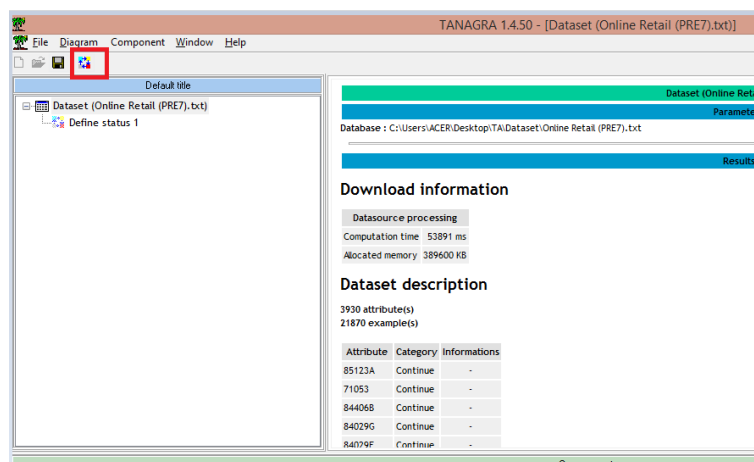 TANAGRA 1.4.50 - [Dataset (Online Retail (PRE7).txt)]
File Diagram Component Window Help
Default title
Dataset (Online Retail (PRE7).txt)
Define status 1
Dataset (Online Reta
Paramete
Database : C:\Users\ACER\Desktop\TA\Dataset\Online Retail (PRE7).txt
Results
Download information
Datasource processing
Computation time 53891 ms
Allocated memory 389600 KB
Dataset description
3930 attribute(s)
21870 example(s)
Attribute Category Informations
85123A Continue -
71053 Continue -
84406B Continue -
84029G Continue -
84029E Continue -